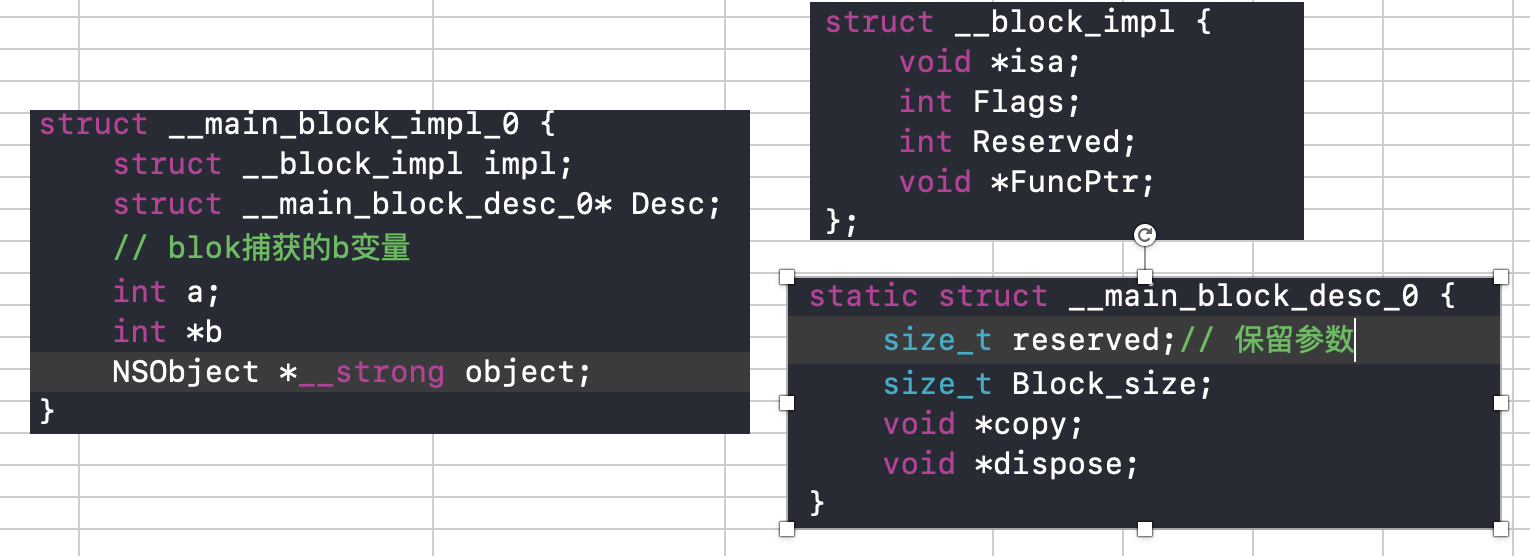 struct __main_block_impl_0 {
    struct __block_impl impl;
    struct __main_block_desc_0* Desc;
    // blok捕获的b变量
    int a;
    int *b
    NSObject *__strong object;
}
struct __block_impl {
    void *isa;
    int Flags;
    int Reserved;
    void *FuncPtr;
};
static struct __main_block_desc_0 {
    size_t reserved;// 保留参数
    size_t Block_size;
    void *copy;
    void *dispose;
}